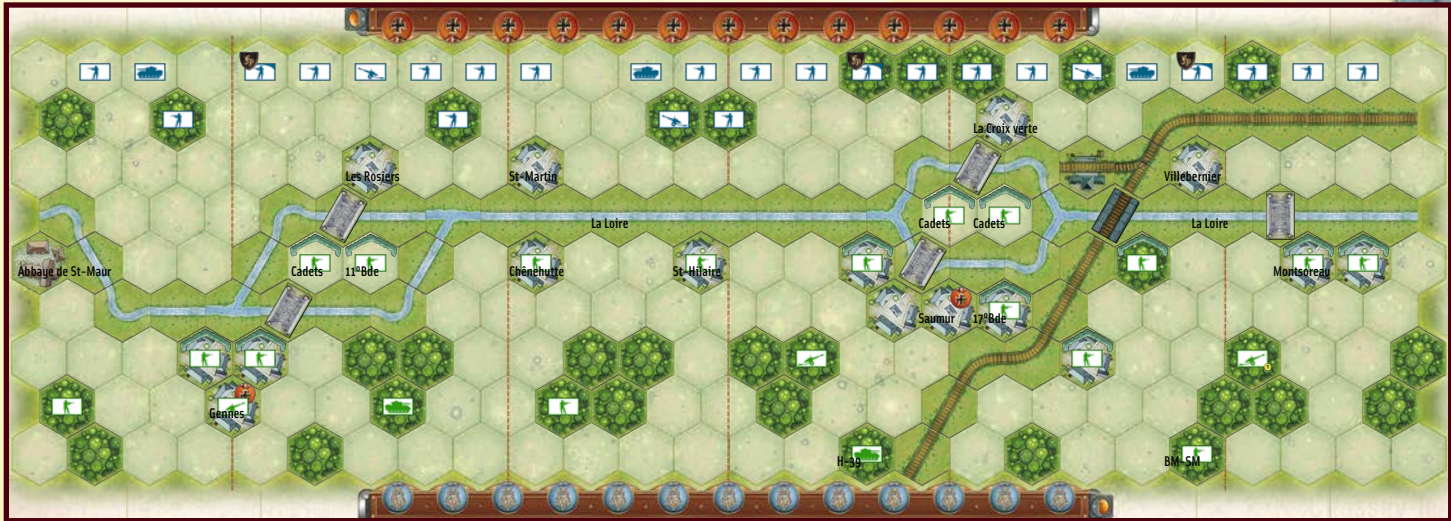 La Croix verte
Les Rosiers
St-Martin
Villebernier
La Loire
Cadets
Cadets
La Loire
Abbaye de St-Maur
Cadets
11°Bde
Chênehutte
St-Hilaire
Montsoreau
Saumur
17°Bde
Gennes
H-39
BM-SM